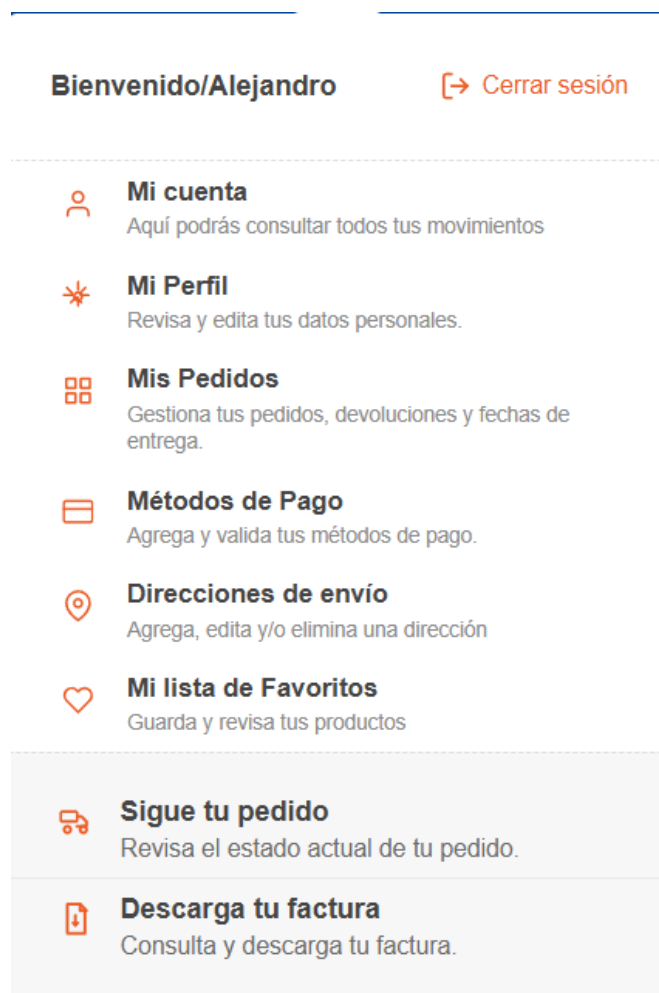 Bienvenido/Alejandro
Cerrar sesión
Mi cuenta
Aquí podrás consultar todos tus movimientos
Mi Perfil
Revisa y edita tus datos personales.
Mis Pedidos
Gestiona tus pedidos, devoluciones y fechas de
entrega.
Métodos de Pago
Agrega y valida tus métodos de pago.
Direcciones de envío
Agrega, edita y/o elimina una dirección
Mi lista de Favoritos
Guarda y revisa tus productos
Sigue tu pedido
Revisa el estado actual de tu pedido.
Descarga tu factura
Consulta y descarga tu factura.